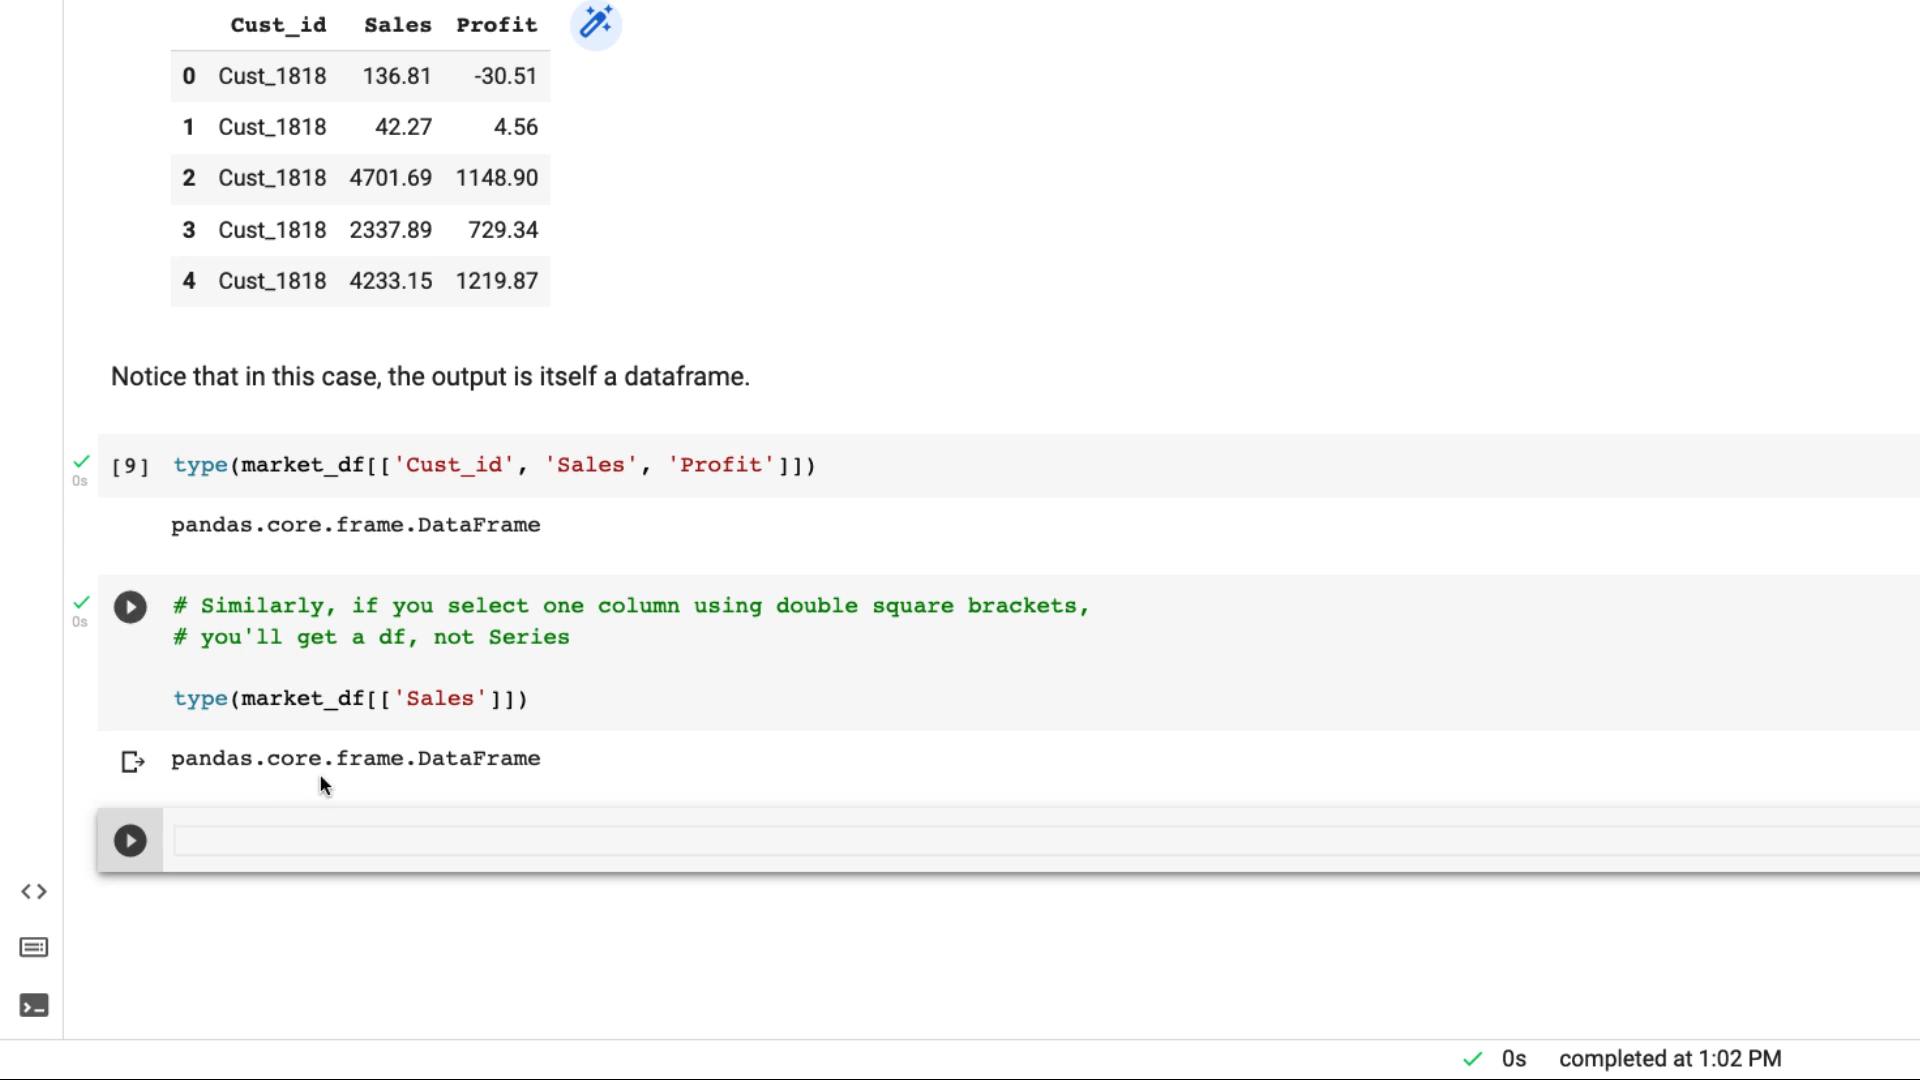 Cust_id Sales Profit
0 Cust_1818 136.81 -30.51
1 Cust_1818 42.27 4.56
2 Cust_1818 4701.69 1148.90
3 Cust_1818 2337.89 729.34
4 Cust_1818 4233.15 1219.87
Notice that in this case, the output is itself a dataframe.
[9] type(market_df[['Cust_id', 'Sales', 'Profit']])
0s
pandas.core.frame.DataFrame
# Similarly, if you select one column using double square brackets,
0s
# you'll get a df, not Series
type(market_df[['Sales']])
pandas.core.frame.DataFrame
0s completed at 1:02 PM